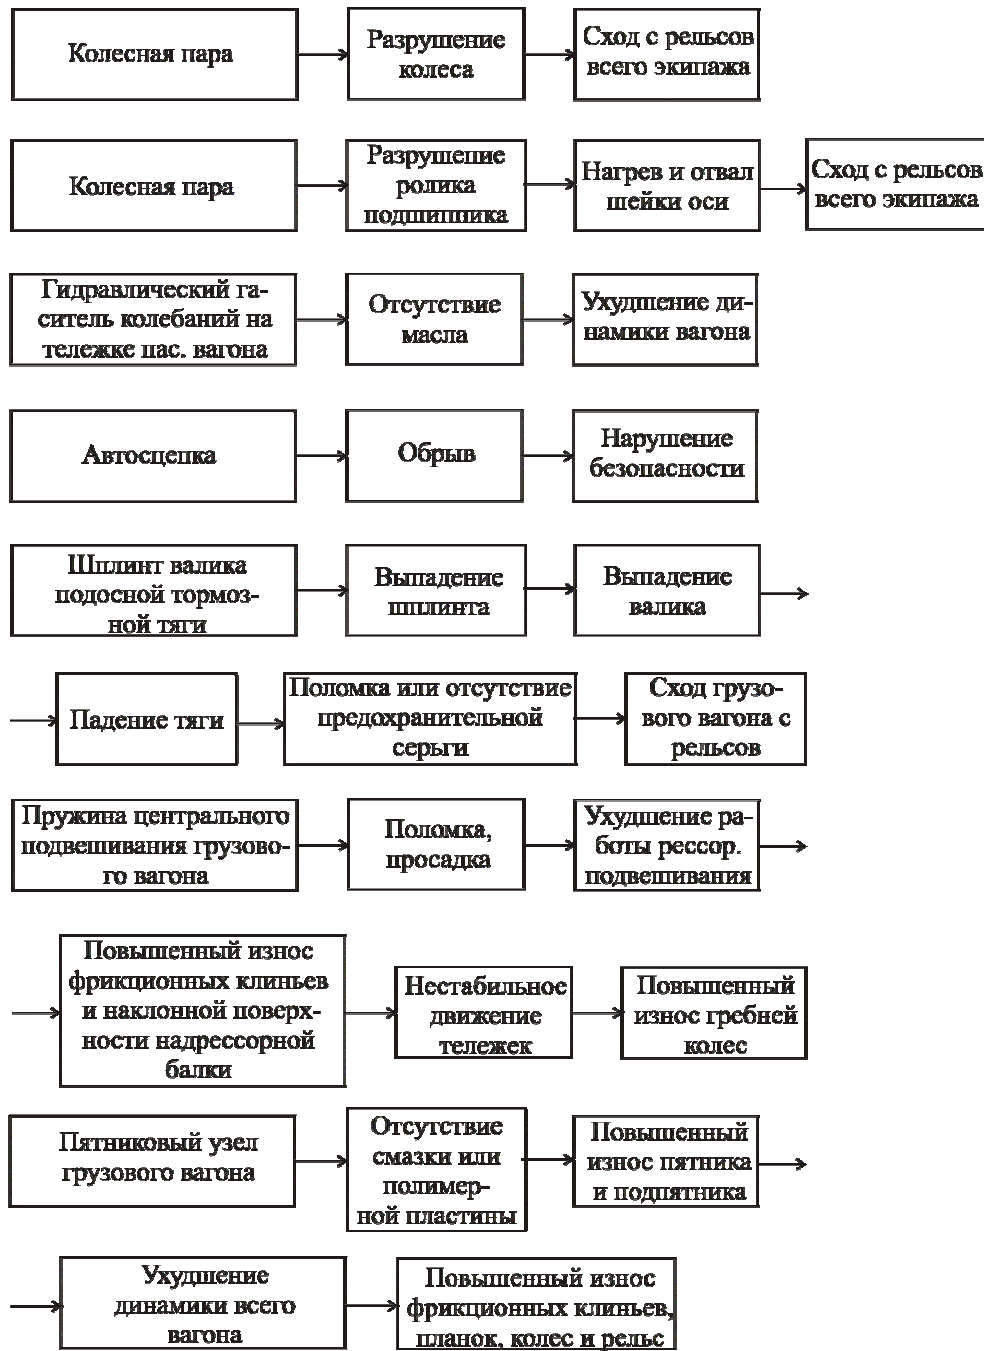 Колесная пара
Разрушение
колеса
Сход с рельсов
всего экипажа
Колесная пара
Разрушение
ролика
подшипника
Нагрев и отвал
шейки оси
Сход с рельсов
всего экипажа
Гидравлический га-
ситель колебаний на
тележке пас. вагона
Отсутствие
масла
Ухудшение ди-
намики вагона
Автосцепка
Обрыв
Нарушение
безопасности
Шплинт валика
подосной тормоз-
ной тяги
Выпадение
шплинта
Выпадение
валика
Падение тяги
Поломка или отсутствие
предохранительной
серьги
Сход грузо-
вого вагона с
рельсов
Пружина центрального
подвешивания грузово-
го вагона
Поломка,
просадка
Ухудшение ра-
боты рессор.
подвешивания
Повышенный износ
фрикционных клиньев
и наклонной поверх-
ности надрессорной
балки
Нестабильное
движение
тележек
Повышенный
износ гребней
колес
Пятниковый узел
грузового вагона
Отсутствие
смазки или
полимер-
ной пластины
Повышенный
износ пятника
и подпятника
Ухудшение
динамики всего
вагона
Повышенный износ
фрикционных клиньев,
планок, колес и рельс